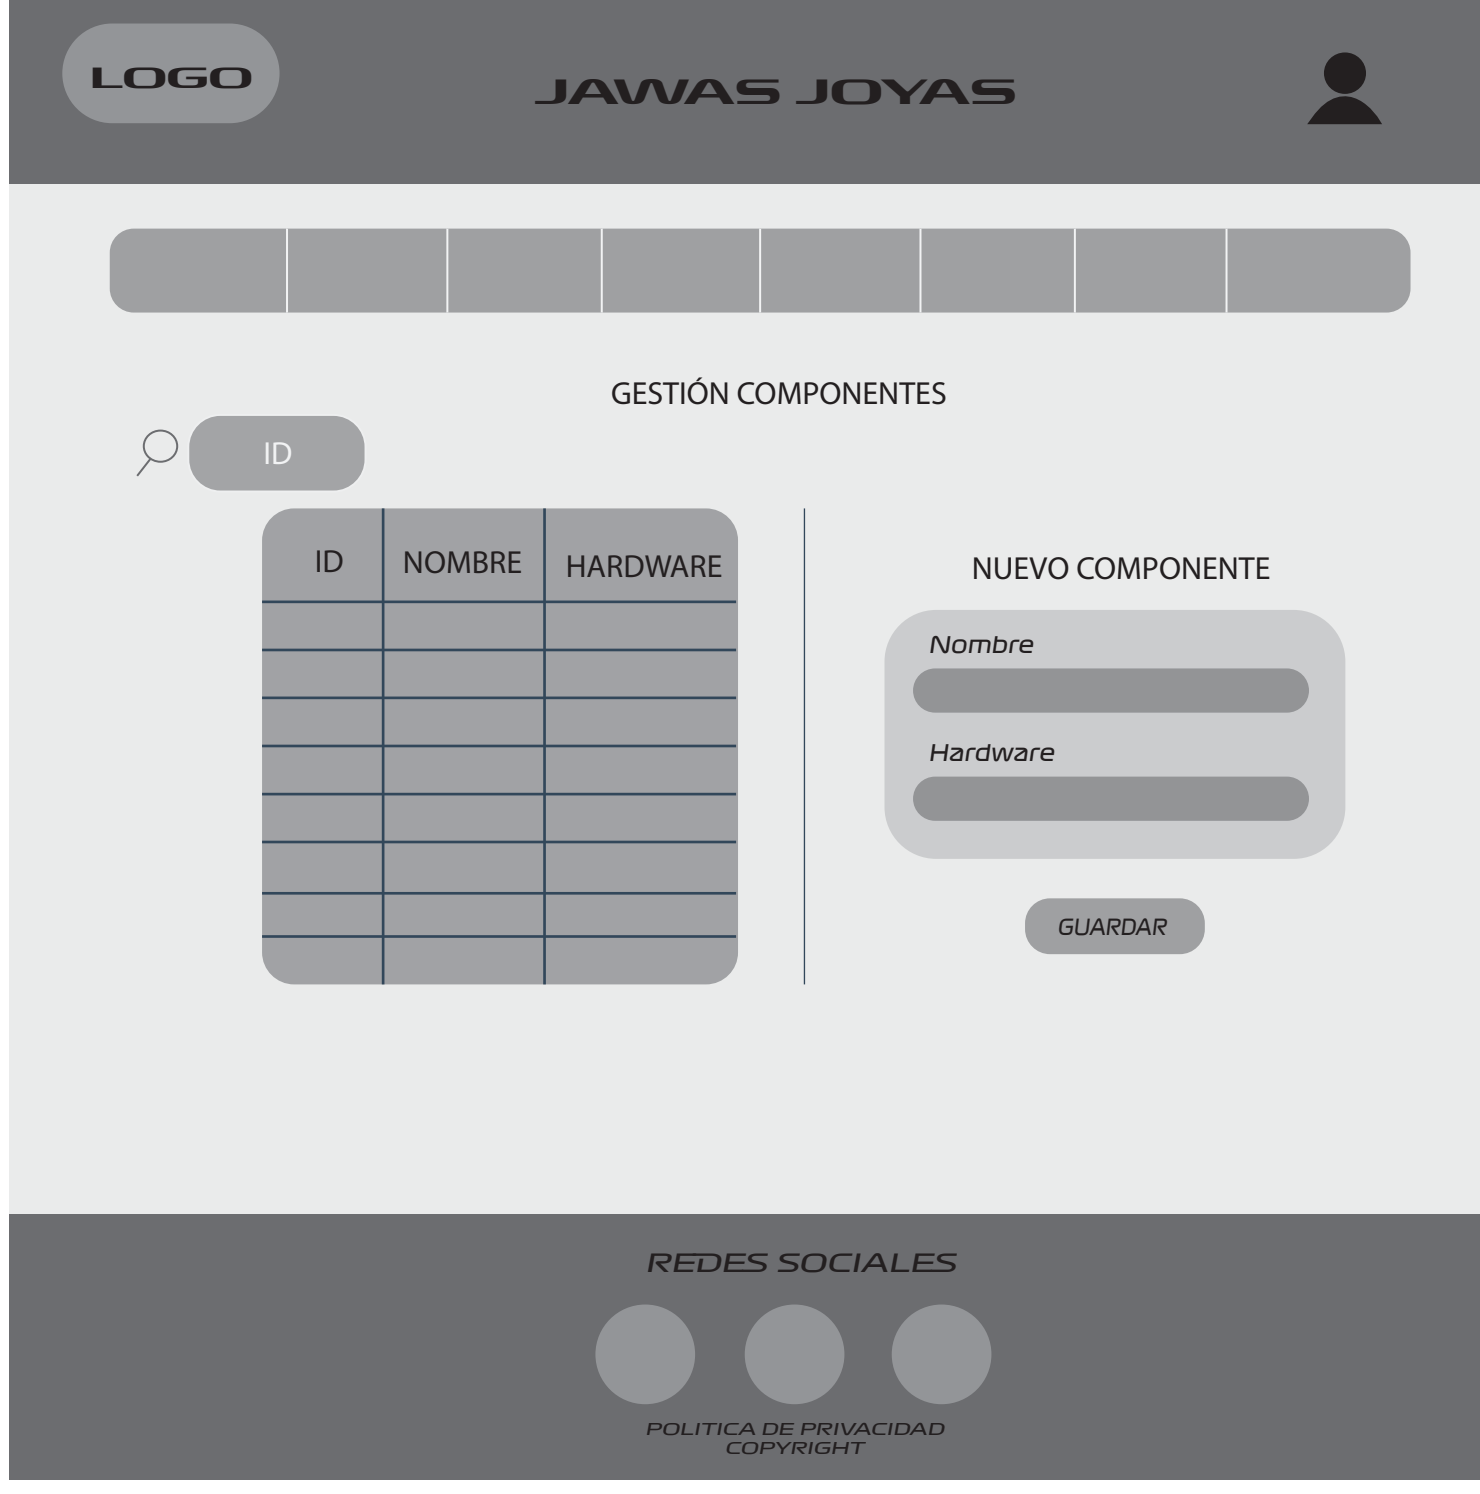 LOGO
JAWAS JOYAS
GESTIÓN COMPONENTES
ID
ID NOMBRE HARDWARE
NUEVO COMPONENTE
Nombre
Hardware
GUARDAR
REDES SOCIALES
POLITICA DE PRIVACIDAD
COPYRIGHT